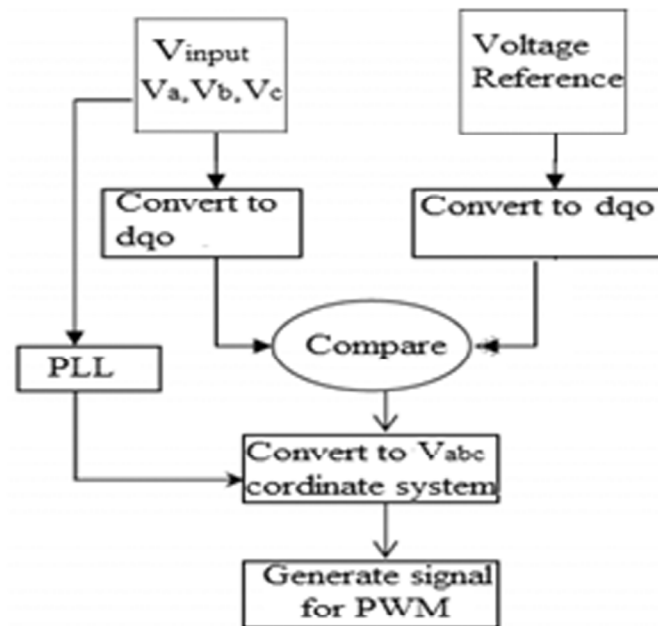 Vinput
Va,Vb,Vc
Voltage
Reference
Convert to
dqo
Convert to dqo
Compare
PLL
Convert to Vabc
cordinate system
Generate signal
for PWM